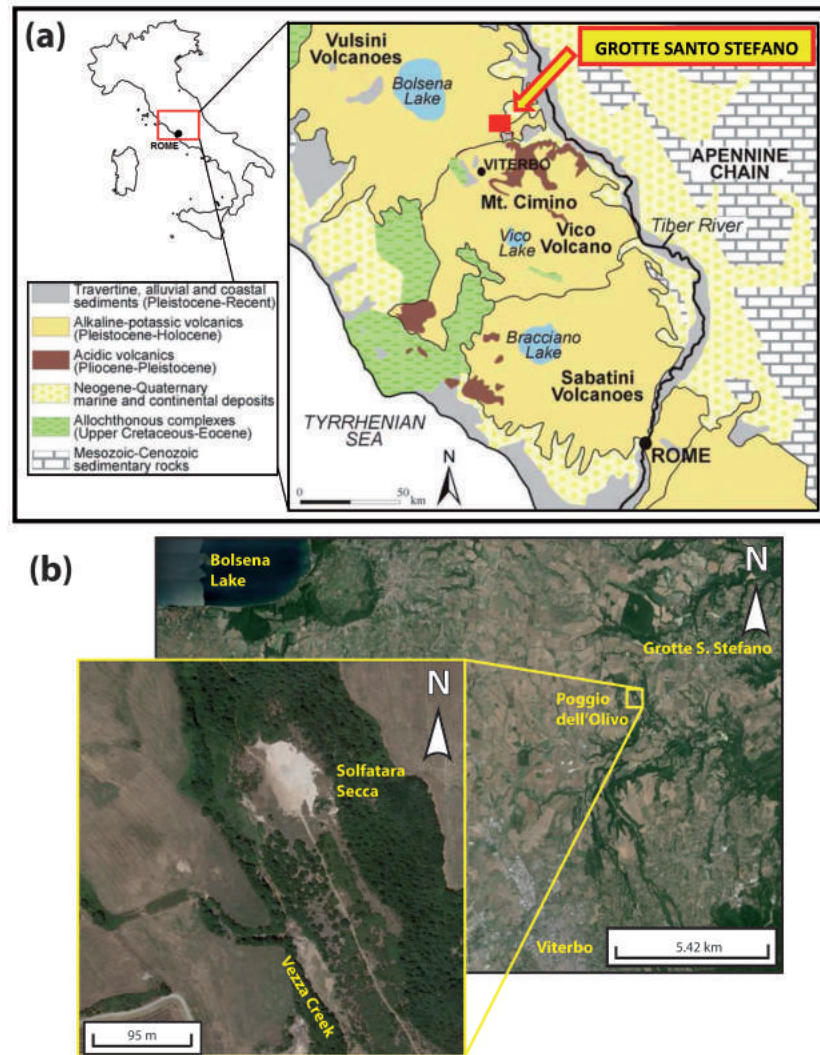 (a)
ROME
Travertine, alluvial and coastal
sediments (Pleistocene-Recent)
Alkaline-potassic volcanics
(Pleistocene-Holocene)
Acidic volcanics
(Pliocene-Pleistocene)
Neogene-Quaternary
marine and continental deposits
Allochthonous complexes
(Upper Cretaceous-Eocene)
Mesozoic-Cenozoic
sedimentary rocks
Vulsini
Volcanoes
Bolsena
Lake
GROTTE SANTO STEFANO
VITERBO
APENNINE
CHAIN
Mt. Cimino
Tiber River
Vico
Lake
Vico
Volcano
Bracciano
Lake
Sabatini
Volcanoes
TYRRHENIAN
SEA
N
ROME
0 50
km
(b)
Bolsena
Lake
N
Grotte S. Stefano
Poggio
dell'Olivo
Viterbo
5.42 km
N
Solfatara
Secca
Vezza Creek
95 m